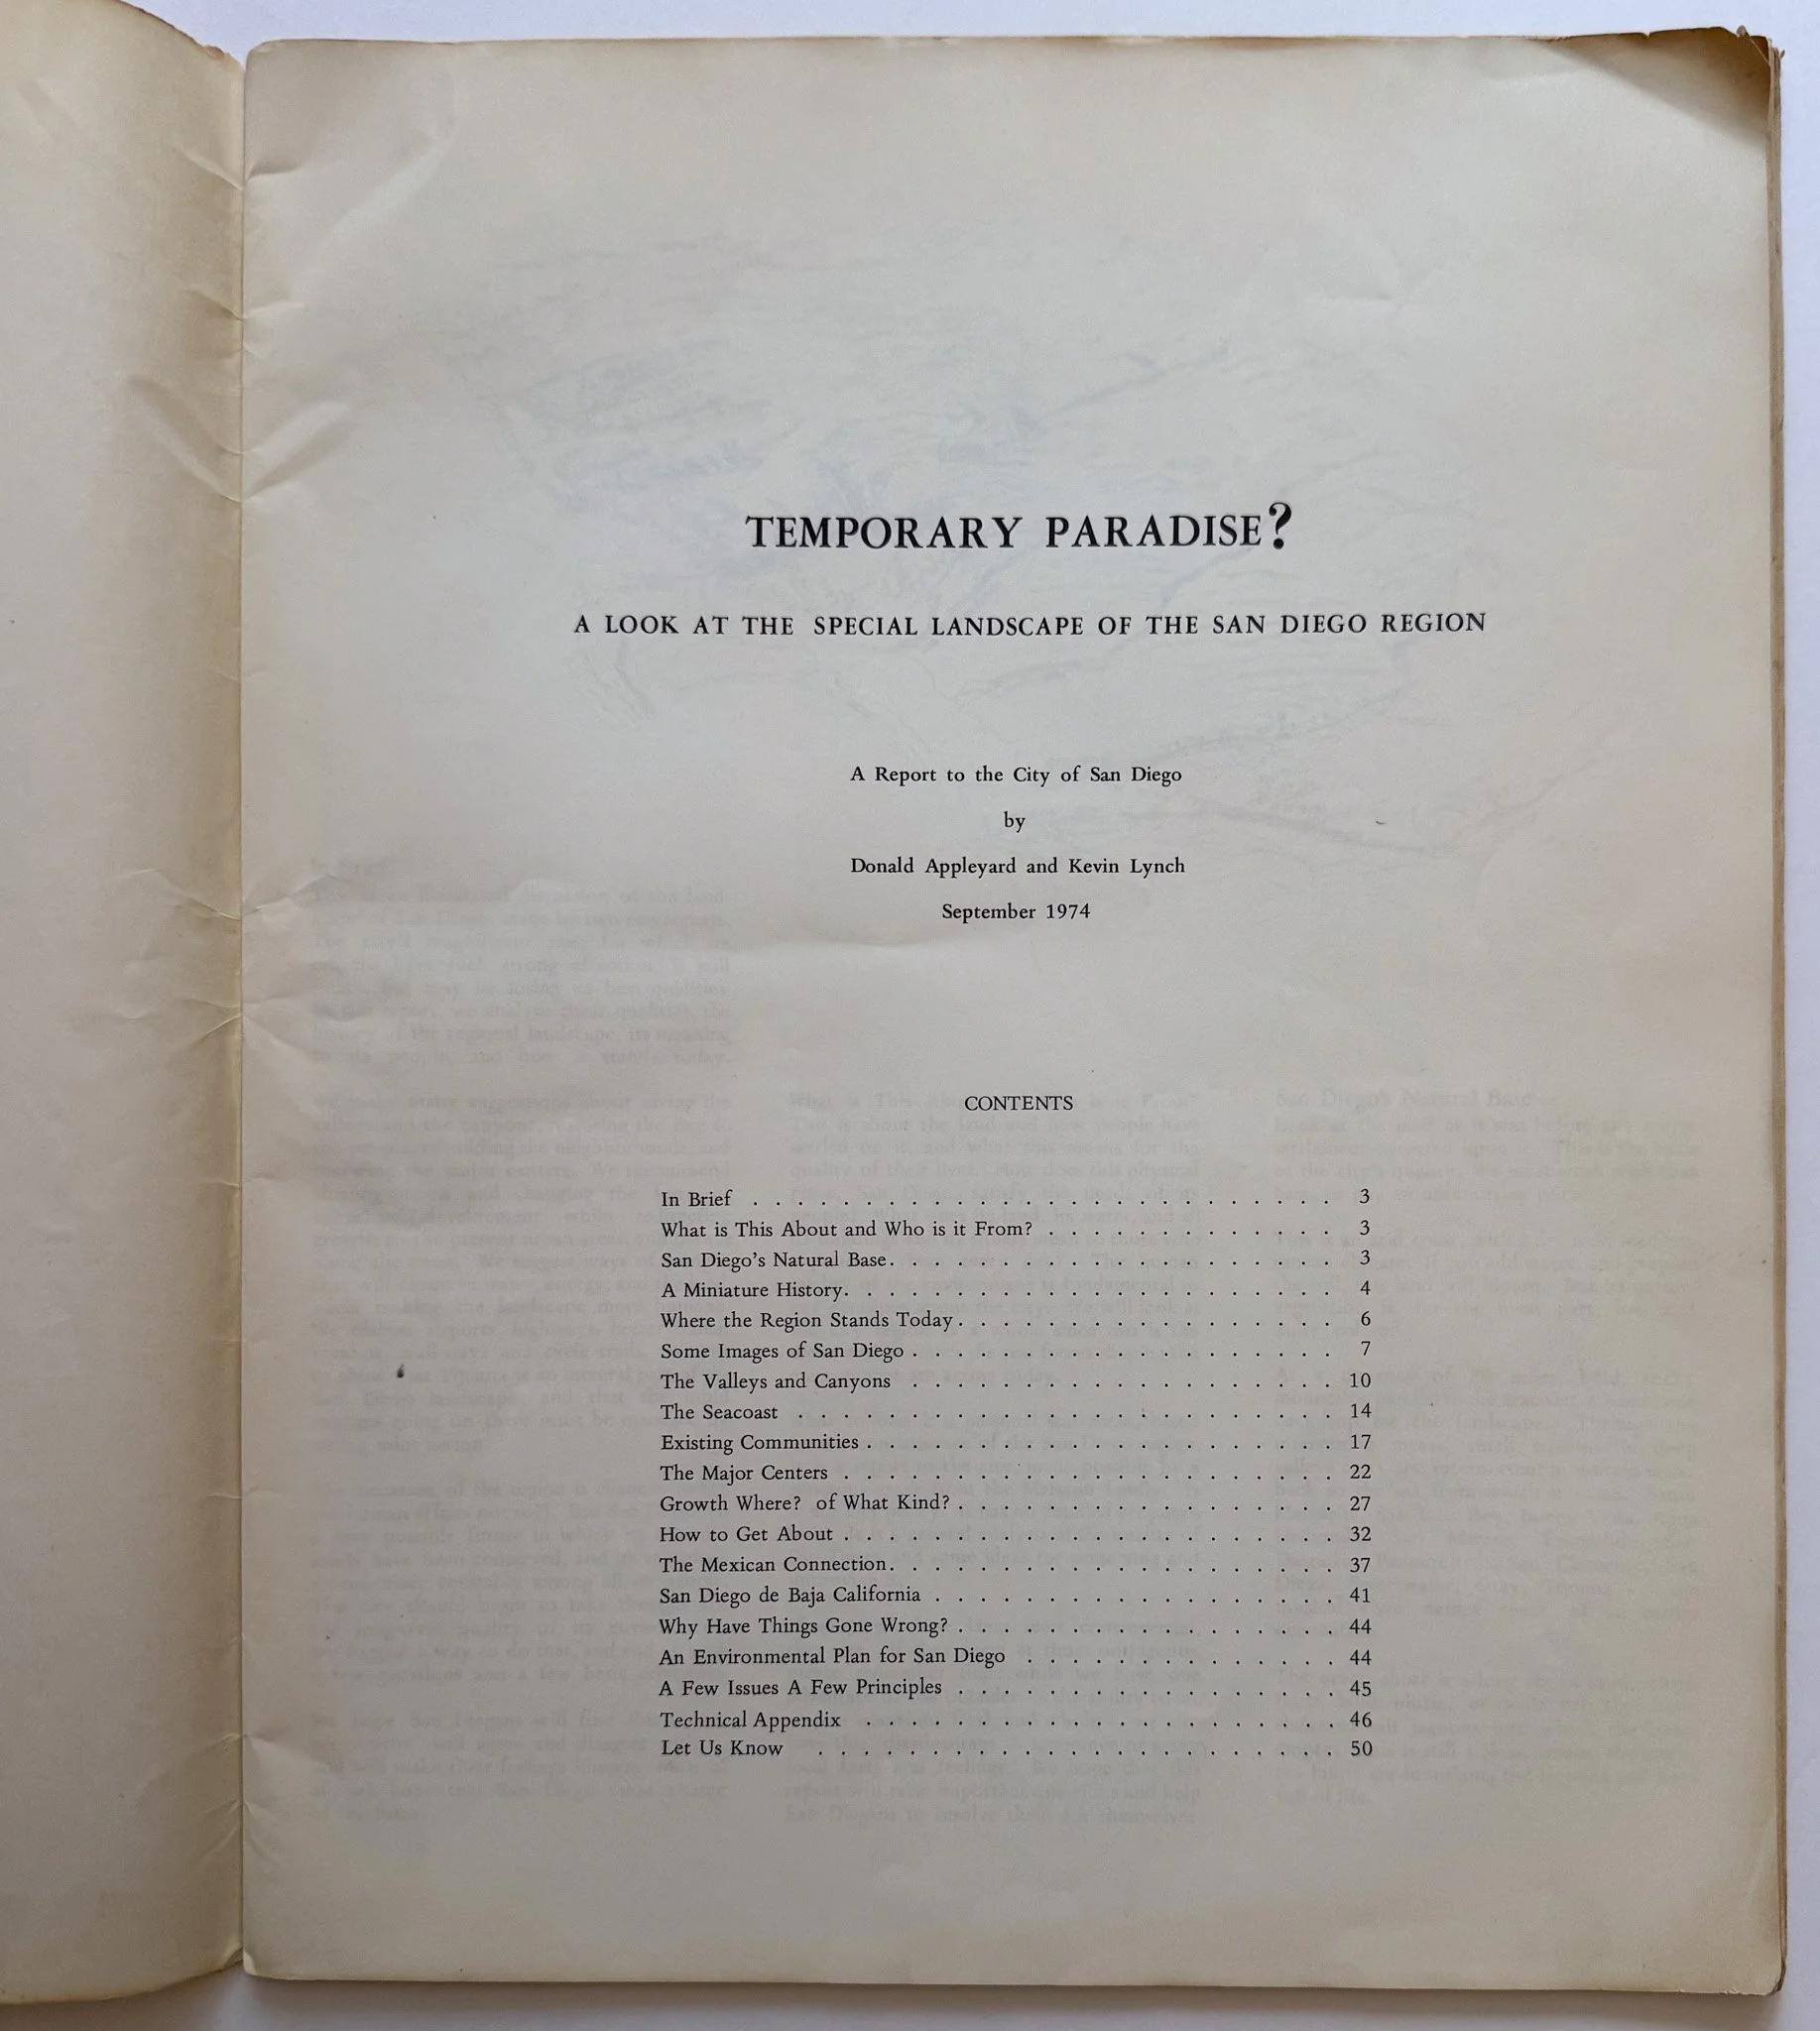 TEMPORARY PARADISE?
A LOOK AT THE SPECIAL LANDSCAPE OF THE SAN DIEGO REGION
A Report to the City of San Diego
by
Donald Appleyard and Kevin Lynch
September 1974
CONTENTS
In Brief . . . . . . . . . . . . . . . . . . . . . . . . . 3
What is This About and Who is it From? . . . . . . . . . . . . 3
San Diego's Natural Base. . . . . . . . . . . . . . . . . . . 3
A Miniature History. . . . . . . . . . . . . . . . . . . . . 4
Where the Region Stands Today. . . . . . . . . . . . . . . . 6
Some Images of San Diego . . . . . . . . . . . . . . . . . . 7
The Valleys and Canyons . . . . . . . . . . . . . . . . . . 10
The Seacoast . . . . . . . . . . . . . . . . . . . . . . . 14
Existing Communities . . . . . . . . . . . . . . . . . . . . 17
The Major Centers . . . . . . . . . . . . . . . . . . . . . 22
Growth Where? of What Kind? . . . . . . . . . . . . . . . . 27
How to Get About . . . . . . . . . . . . . . . . . . . . . 32
The Mexican Connection. . . . . . . . . . . . . . . . . . . 37
San Diego de Baja California . . . . . . . . . . . . . . . . . 41
Why Have Things Gone Wrong? . . . . . . . . . . . . . . . . 44
An Environmental Plan for San Diego . . . . . . . . . . . . . 44
A Few Issues A Few Principles . . . . . . . . . . . . . . . . 45
Technical Appendix . . . . . . . . . . . . . . . . . . . . 46
Let Us Know . . . . . . . . . . . . . . . . . . . . . . 50